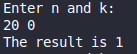 Enter n and k:
20 0
The result is 1